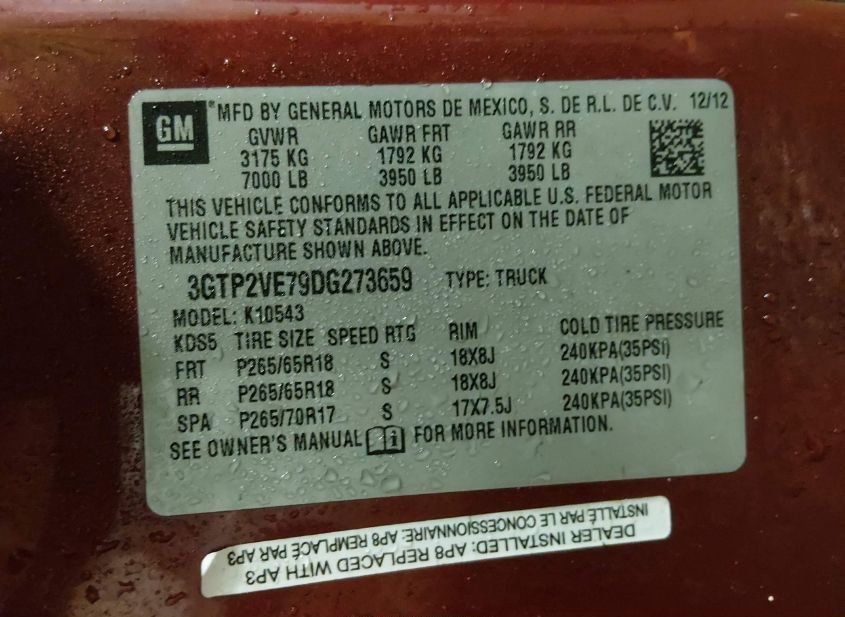 GM
®MFD BY GENERAL MOTORS DE MEXICO, S. DE R.L. DE C.V. 12/12
GVWR GAWR FRT GAWR RR
3175 KG 1792 KG 1792 KG
7000 LB 3950 LB 3950 LB
THIS VEHICLE CONFORMS TO ALL APPLICABLE U.S. FEDERAL MOTOR
VEHICLE SAFETY STANDARDS IN EFFECT ON THE DATE OF
MANUFACTURE SHOWN ABOVE.
3GTP2VE79DG273659 TYPE: TRUCK
MODEL: K10543
KDS5 TIRE SIZE SPEED RTG RIM COLD TIRE PRESSURE
FRT P265/65R18 S 18X8J 240KPA(35PSI)
RR P265/65R18 S 18X8J 240KPA(35PSI)
SPA P265/70R17 S 17X7.5J 240KPA(35PSI)
SEE OWNER'S MANUAL FOR MORE INFORMATION.
DEALER INSTALLED: AP8 REPLACED WITH AP3
INSTALLÉ PAR LE CONCESSIONNAIRE: AP8 REMPLACÉ PAR AP3